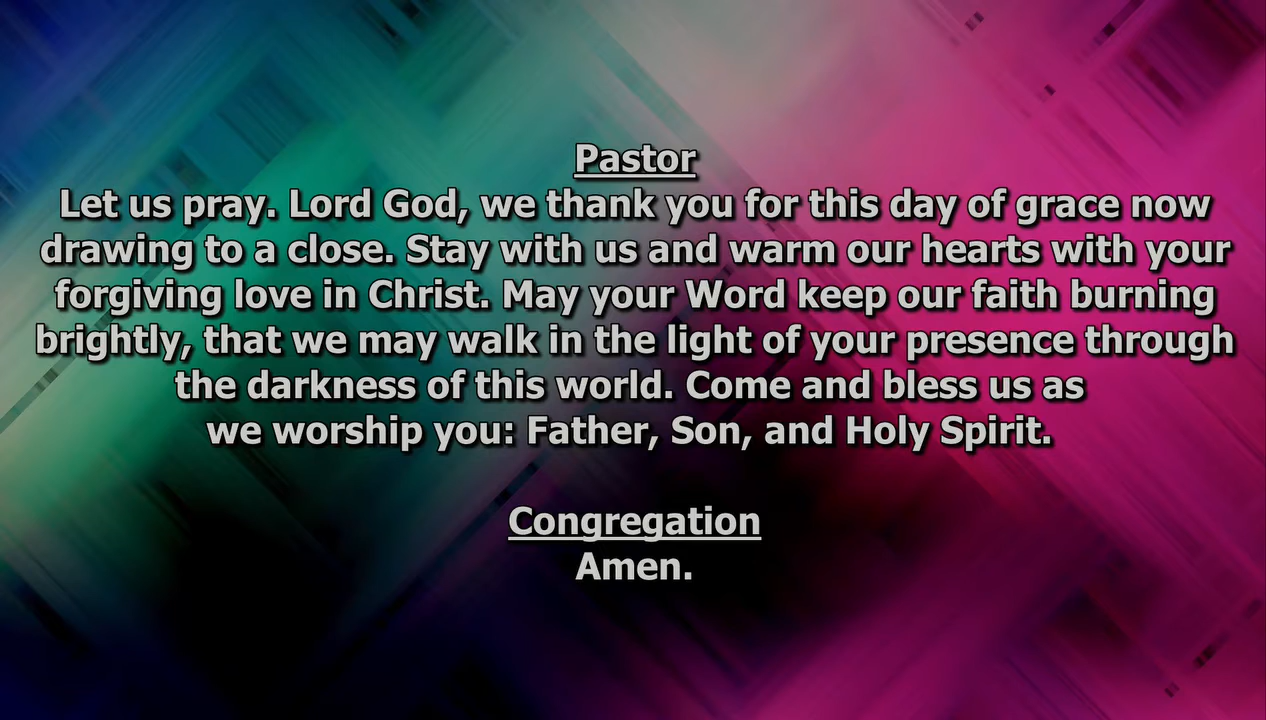 Pastor
Let us pray. Lord God, we thank you for this day of grace now
drawing to a close. Stay with us and warm our hearts with your
forgiving love in Christ. May your Word keep our faith burning
brightly, that we may walk in the light of your presence through
the darkness of this world. Come and bless us as
we worship you: Father, Son, and Holy Spirit.
Congregation
Amen.